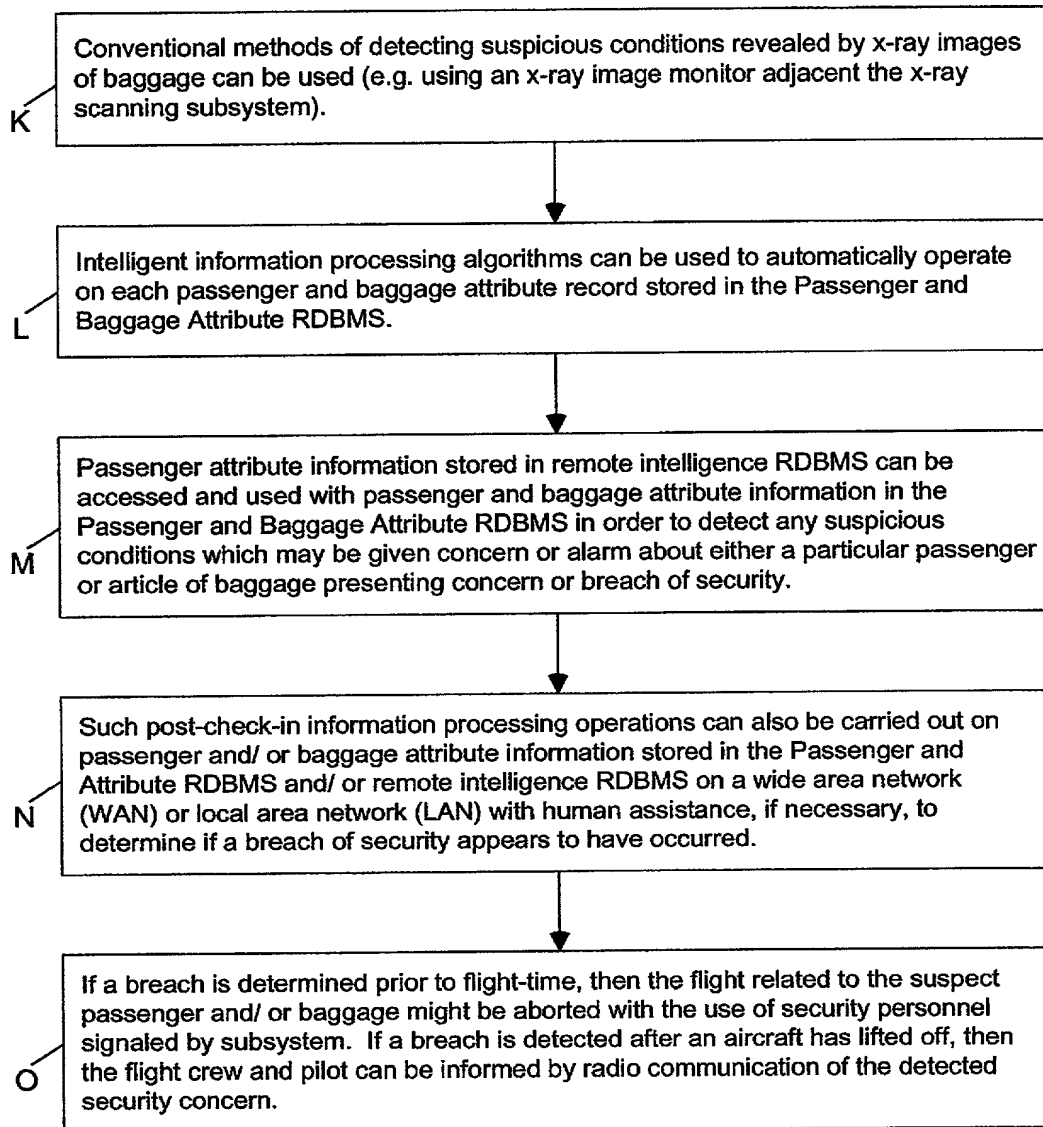 Conventional methods of detecting suspicious conditions revealed by x-ray images
of baggage can be used (e.g. using an x-ray image monitor adjacent the x-ray
scanning subsystem).
K
Intelligent information processing algorithms can be used to automatically operate
on each passenger and baggage attribute record stored in the Passenger and
Baggage Attribute RDBMS.
L
Passenger attribute information stored in remote intelligence RDBMS can be
accessed and used with passenger and baggage attribute information in the
Passenger and Baggage Attribute RDBMS in order to detect any suspicious
conditions which may be given concern or alarm about either a particular passenger
or article of baggage presenting concern or breach of security.
M
Such post-check-in information processing operations can also be carried out on
passenger and/ or baggage attribute information stored in the Passenger and
Attribute RDBMS and/ or remote intelligence RDBMS on a wide area network
(WAN) or local area network (LAN) with human assistance, if necessary, to
determine if a breach of security appears to have occurred.
N
If a breach is determined prior to flight-time, then the flight related to the suspect
passenger and/ or baggage might be aborted with the use of security personnel
signaled by subsystem. If a breach is detected after an aircraft has lifted off, then
the flight crew and pilot can be informed by radio communication of the detected
security concern.
O